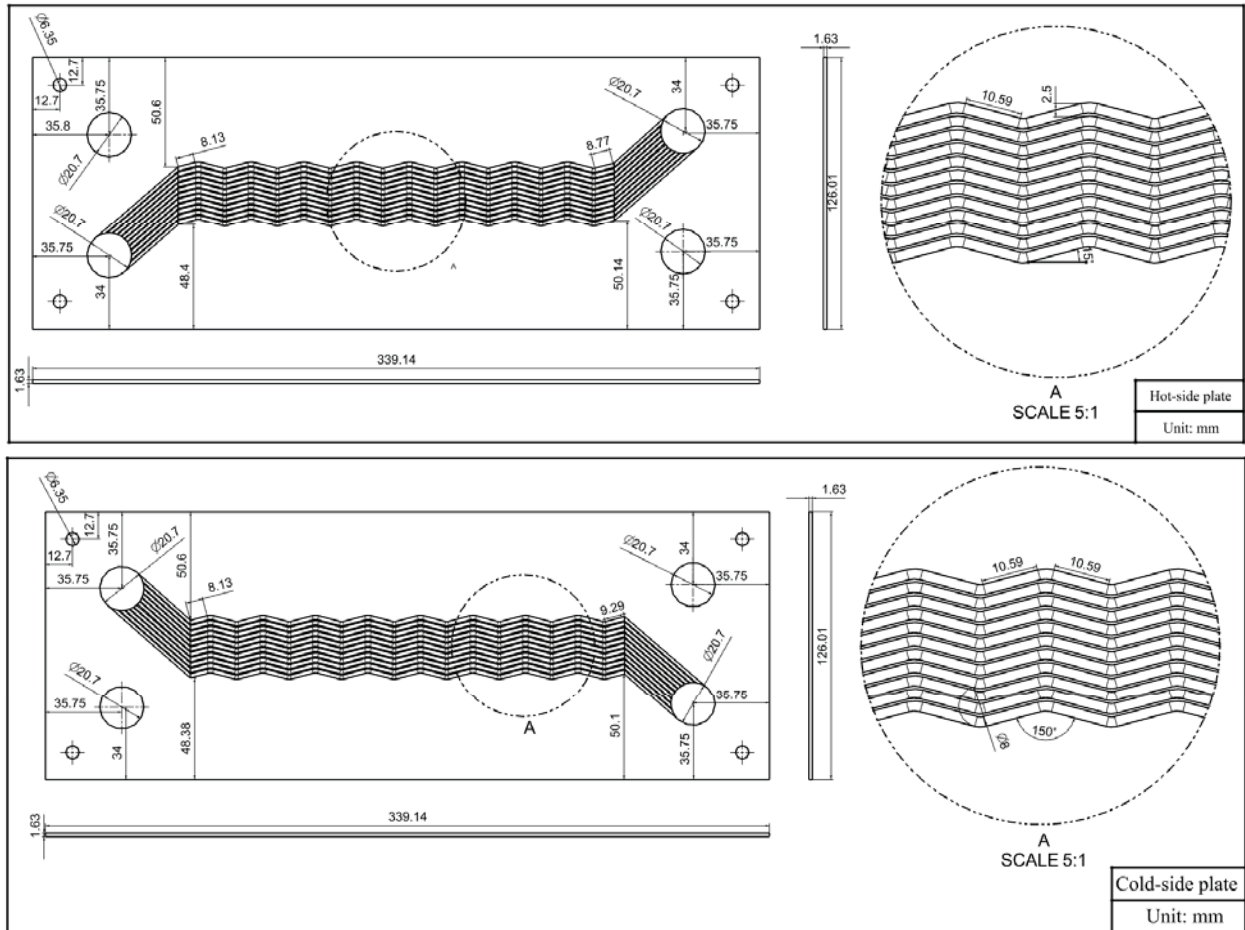 Ø6.35
12.7
12.7
35.75
35.8
Ø20.7
Ø20.7
35.75
34
50.6
8.13
48.4
A
Ø20.7
34
35.75
8.77
Ø20.7
35.75
50.14
35.75
1.63
126.01
339.14
1.63
10.59
2.5
15°
A
SCALE 5:1
Hot-side plate
Unit: mm
Ø6.35
12.7
12.7
35.75
Ø20.7
35.75
50.6
8.13
Ø20.7
35.75
34
48.38
A
Ø20.7
34
35.75
9.29
Ø20.7
35.75
50.1
35.75
1.63
126.01
339.14
1.63
10.59
10.59
Ø8
150°
A
SCALE 5:1
Cold-side plate
Unit: mm